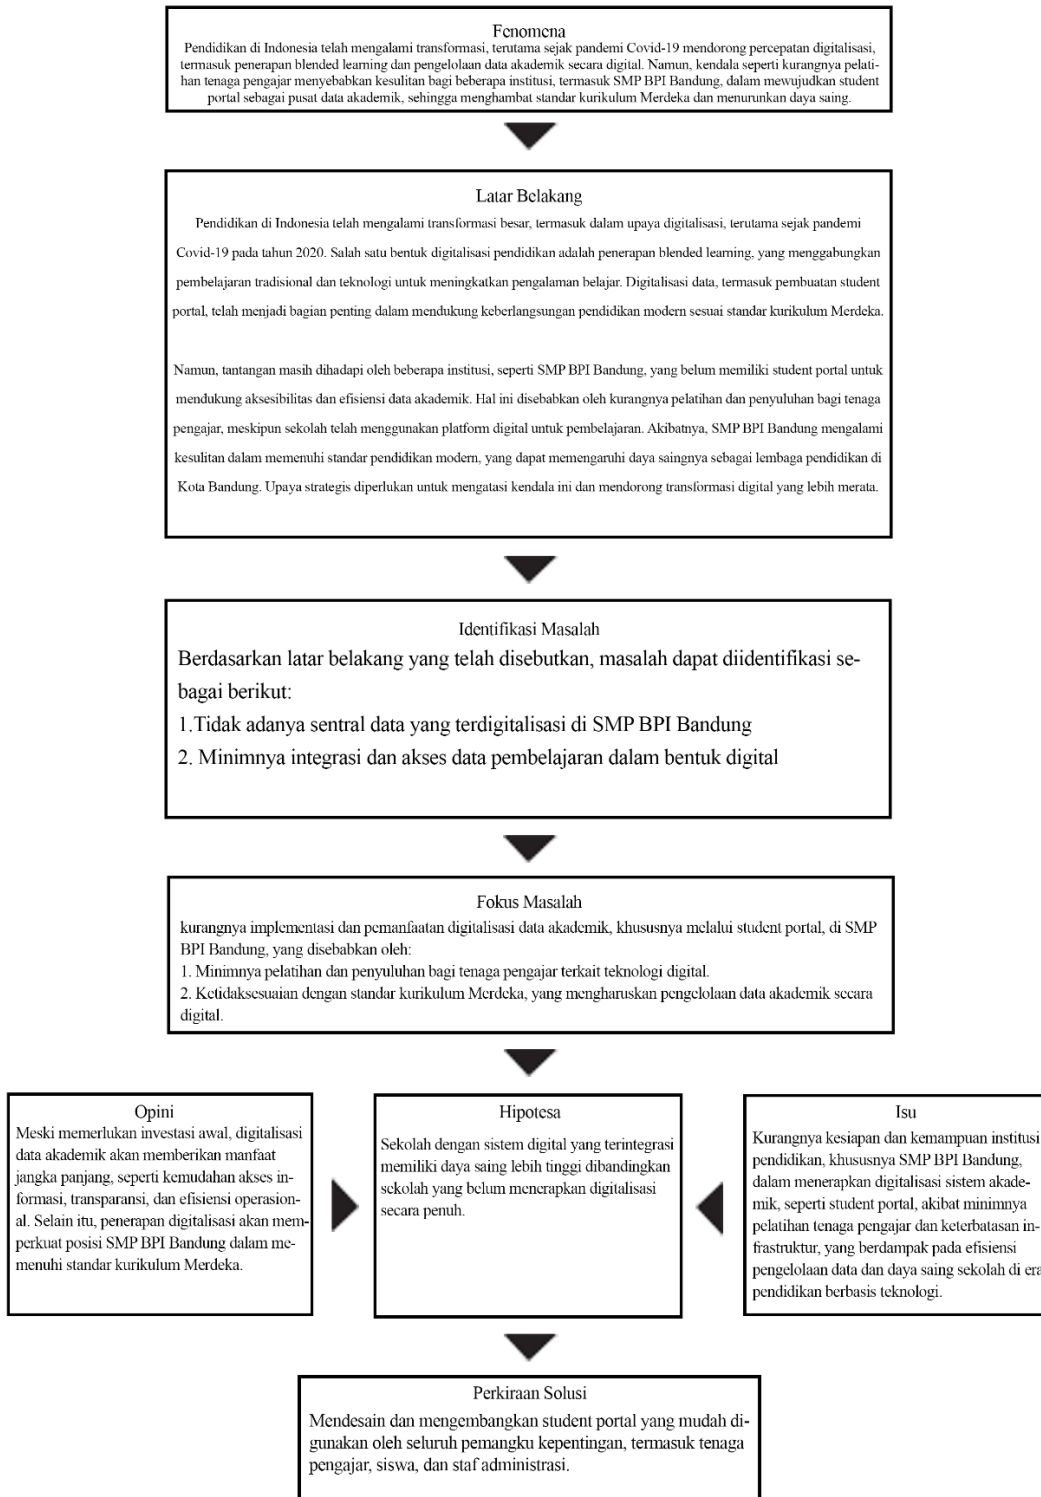 Fenomena
Pendidikan di Indonesia telah mengalami transformasi, terutama sejak pandemi Covid-19 mendorong percepatan digitalisasi,
termasuk penerapan blended learning dan pengelolaan data akademik secara digital. Namun, kendala seperti kurangnya pelati-
han tenaga pengajar menyebabkan kesulitan bagi beberapa institusi, termasuk SMP BPI Bandung, dalam mewujudkan student
portal sebagai pusat data akademik, sehingga menghambat standar kurikulum Merdeka dan menurunkan daya saing.
Latar Belakang
Pendidikan di Indonesia telah mengalami transformasi besar, termasuk dalam upaya digitalisasi, terutama sejak pandemi
Covid-19 pada tahun 2020. Salah satu bentuk digitalisasi pendidikan adalah penerapan blended learning, yang menggabungkan
pembelajaran tradisional dan teknologi untuk meningkatkan pengalaman belajar. Digitalisasi data, termasuk pembuatan student
portal, telah menjadi bagian penting dalam mendukung keberlangsungan pendidikan modern sesuai standar kurikulum Merdeka.
Namun, tantangan masih dihadapi oleh beberapa institusi, seperti SMP BPI Bandung, yang belum memiliki student portal untuk
mendukung aksesibilitas dan efisiensi data akademik. Hal ini disebabkan oleh kurangnya pelatihan dan penyuluhan bagi tenaga
pengajar, meskipun sekolah telah menggunakan platform digital untuk pembelajaran. Akibatnya, SMP BPI Bandung mengalami
kesulitan dalam memenuhi standar pendidikan modern, yang dapat memengaruhi daya saingnya sebagai lembaga pendidikan di
Kota Bandung. Upaya strategis diperlukan untuk mengatasi kendala ini dan mendorong transformasi digital yang lebih merata.
Identifikasi Masalah
Berdasarkan latar belakang yang telah disebutkan, masalah dapat diidentifikasi se-
bagai berikut:
1.Tidak adanya sentral data yang terdigitalisasi di SMP BPI Bandung
2. Minimnya integrasi dan akses data pembelajaran dalam bentuk digital
Fokus Masalah
kurangnya implementasi dan pemanfaatan digitalisasi data akademik, khususnya melalui student portal, di SMP
BPI Bandung, yang disebabkan oleh:
1. Minimnya pelatihan dan penyuluhan bagi tenaga pengajar terkait teknologi digital.
2. Ketidaksesuaian dengan standar kurikulum Merdeka, yang mengharuskan pengelolaan data akademik secara
digital.
Opini
Meski memerlukan investasi awal, digitalisasi
data akademik akan memberikan manfaat
jangka panjang, seperti kemudahan akses in-
formasi, transparansi, dan efisiensi operasion-
al. Selain itu, penerapan digitalisasi akan mem-
perkuat posisi SMP BPI Bandung dalam me-
menuhi standar kurikulum Merdeka.
Hipotesa
Sekolah dengan sistem digital yang terintegrasi
memiliki daya saing lebih tinggi dibandingkan
sekolah yang belum menerapkan digitalisasi
secara penuh.
Isu
Kurangnya kesiapan dan kemampuan institusi
pendidikan, khususnya SMP BPI Bandung,
dalam menerapkan digitalisasi sistem akade-
mik, seperti student portal, akibat minimnya
pelatihan tenaga pengajar dan keterbatasan in-
frastruktur, yang berdampak pada efisiensi
pengelolaan data dan daya saing sekolah di era
pendidikan berbasis teknologi.
Perkiraan Solusi
Mendesain dan mengembangkan student portal yang mudah di-
gunakan oleh seluruh pemangku kepentingan, termasuk tenaga
pengajar, siswa, dan staf administrasi.